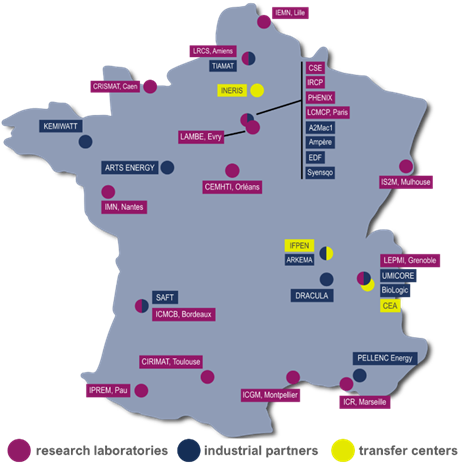 IEMN, Lille
LRCS, Amiens
TIAMAT
CRISMAT, Caen
INERIS
CSE
IRCP
PHENIX
LCMCP, Paris
A2Mac1
Ampère
EDF
Syensqo
KEMIWATT
LAMBE, Evry
ARTS ENERGY
CEMHTI, Orléans
IS2M, Mulhouse
IMN, Nantes
IFPEN
ARKEMA
LEPMI, Grenoble
UMICORE
BioLogic
CEA
DRACULA
SAFT
ICMCB, Bordeaux
CIRIMAT, Toulouse
PELLENC Energy
IPREM, Pau
ICGM, Montpellier
ICR, Marseille
research laboratories
industrial partners
transfer centers